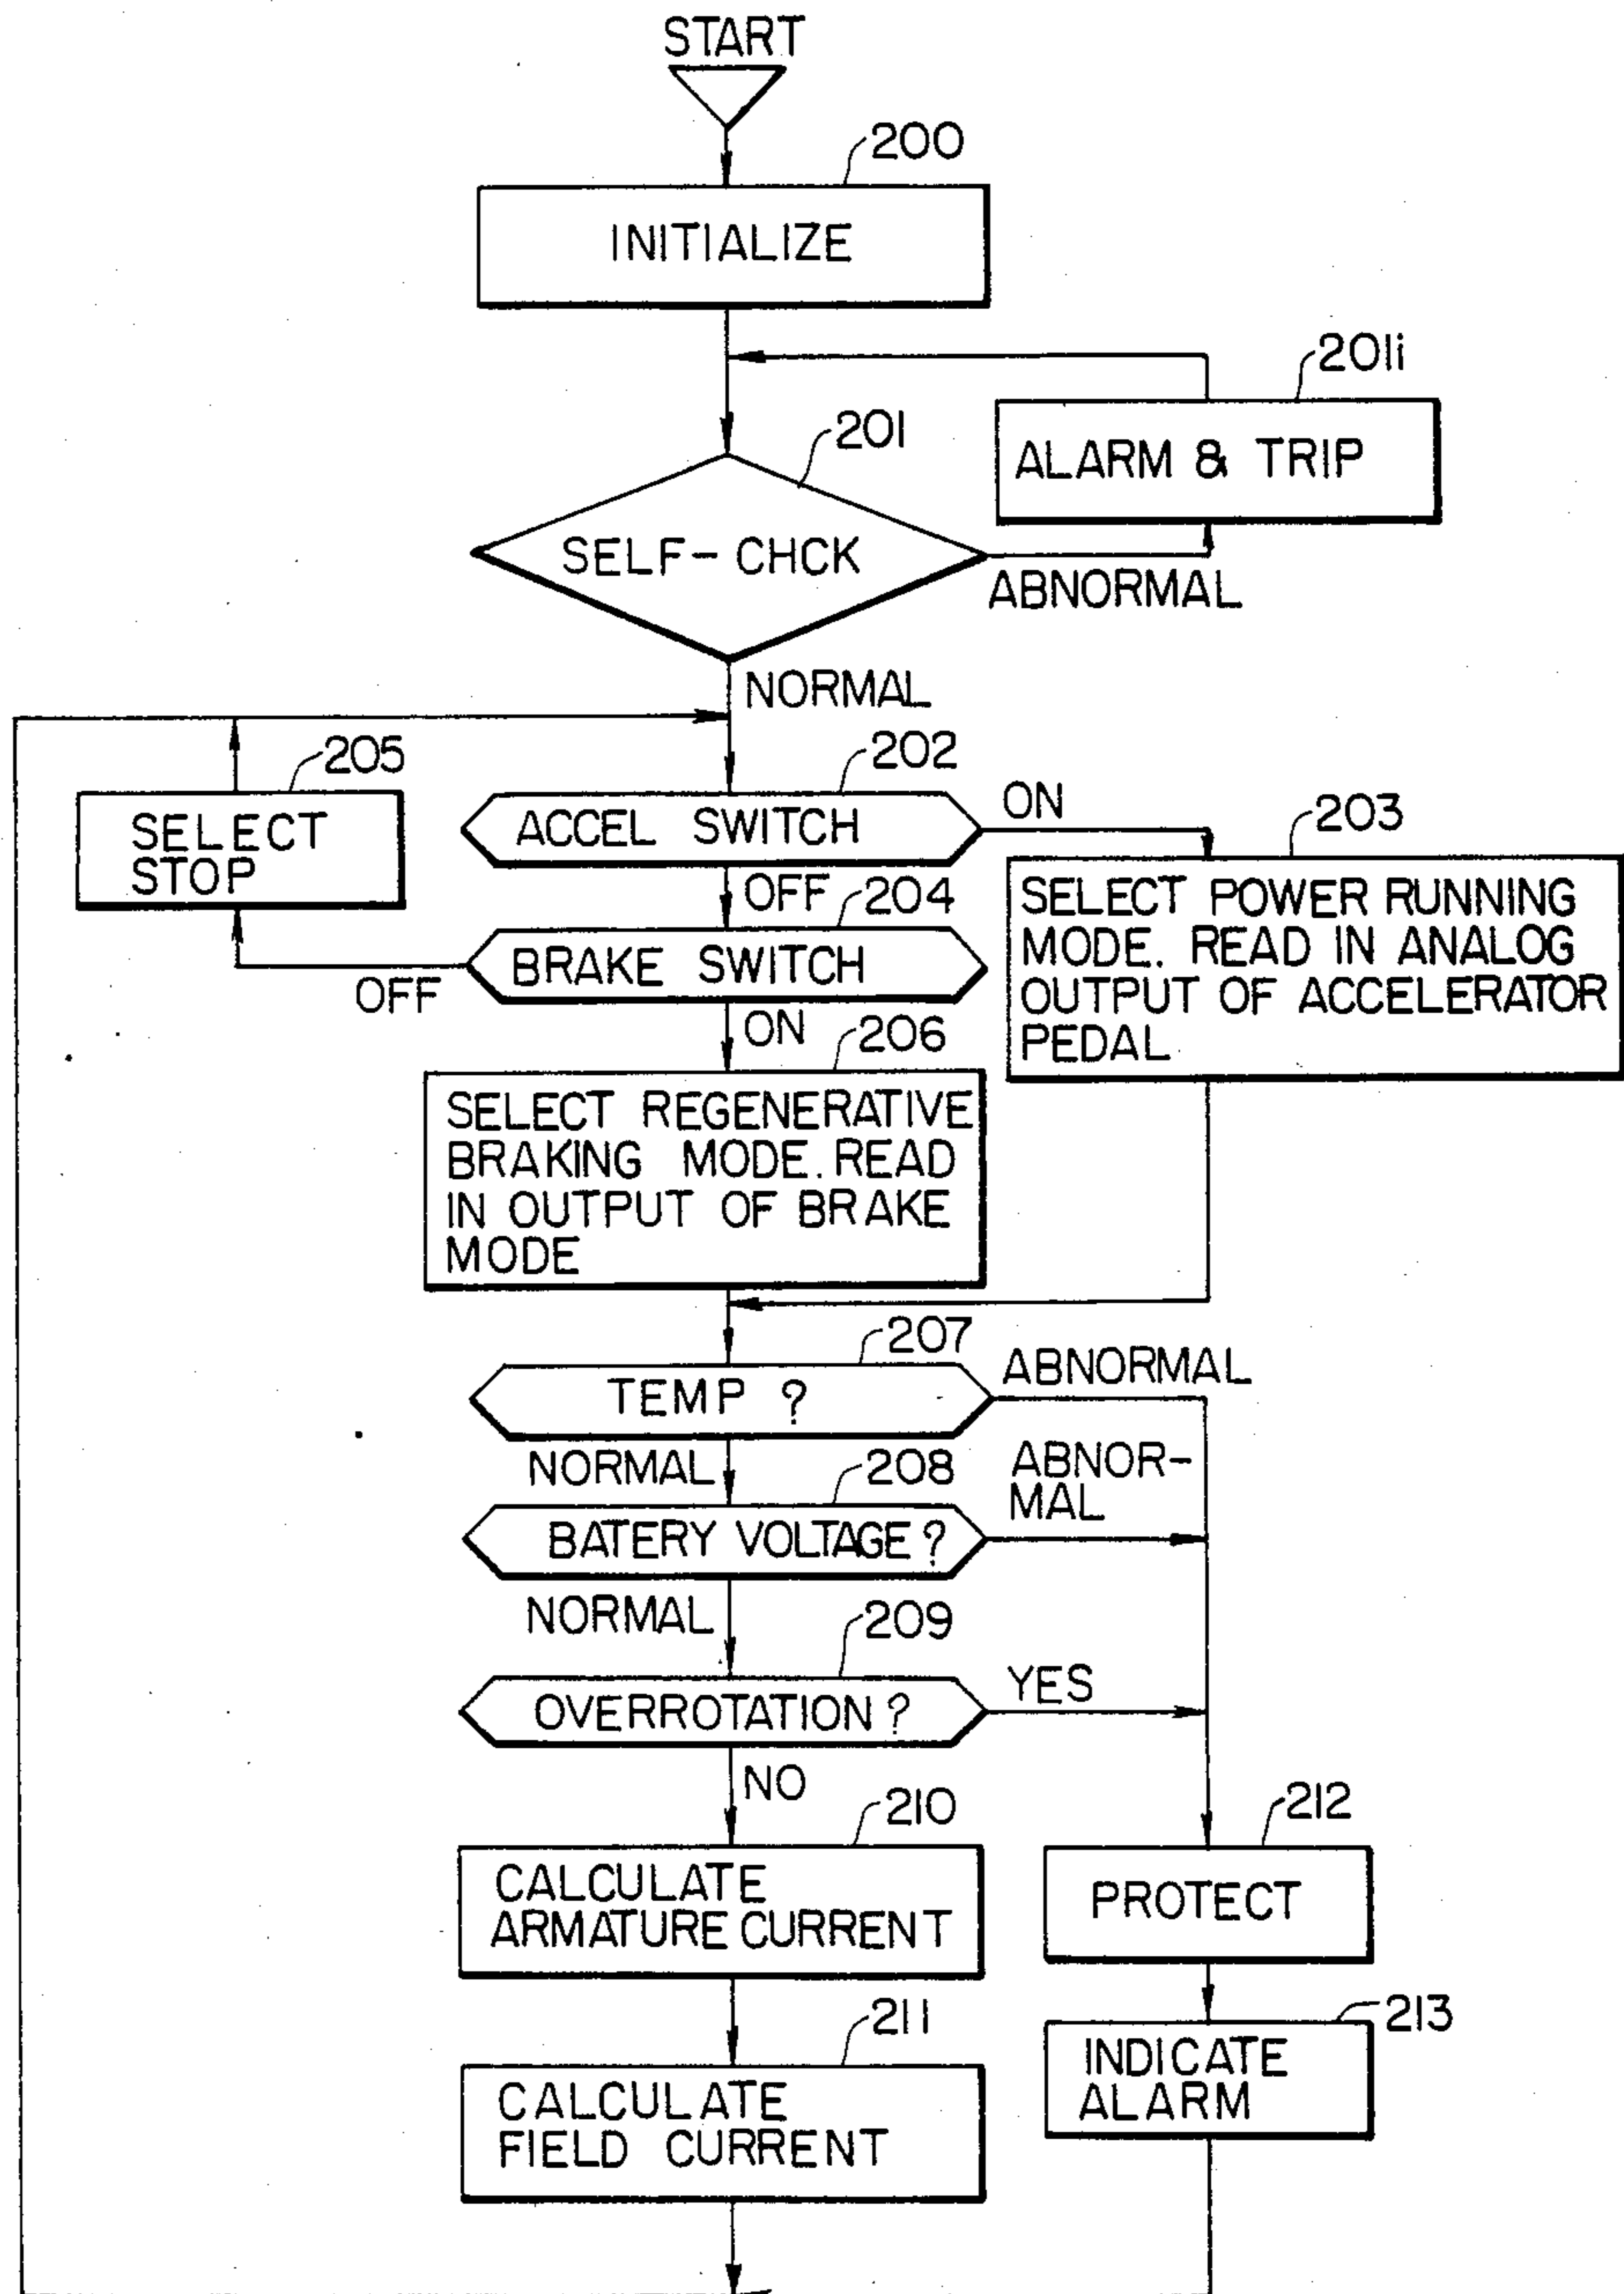 START
200
INITIALIZE
201i
ALARM & TRIP
201
SELF-CHCK
ABNORMAL
NORMAL
205
SELECT
STOP
202
ACCEL SWITCH
ON
203
SELECT POWER RUNNING
MODE. READ IN ANALOG
OUTPUT OF ACCELERATOR
PEDAL
OFF
204
BRAKE SWITCH
OFF
ON
206
SELECT REGENERATIVE
BRAKING MODE. READ
IN OUTPUT OF BRAKE
MODE
207
TEMP ?
ABNORMAL
NORMAL
208
BATERY VOLTAGE ?
ABNOR-
MAL
NORMAL
209
OVERROTATION ?
YES
NO
210
CALCULATE
ARMATURE CURRENT
212
PROTECT
211
CALCULATE
FIELD CURRENT
213
INDICATE
ALARM